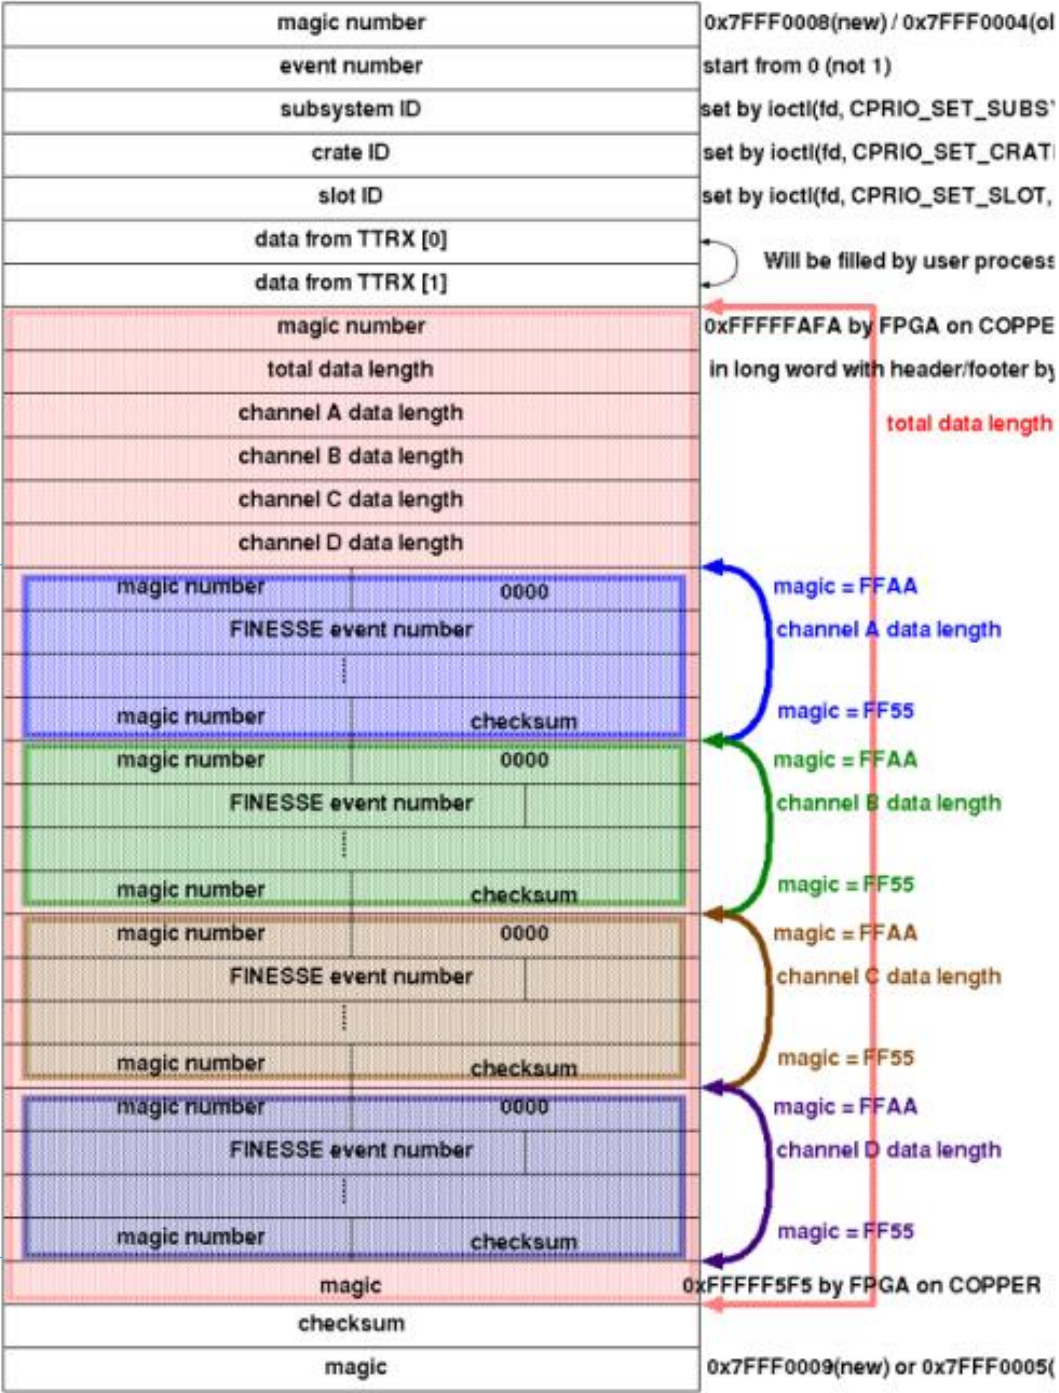 magic number 0x7FFF0008(new) / 0x7FFF0004(ol
event number start from 0 (not 1)
subsystem ID set by ioctl(fd, CPRIO_SET_SUBS
crate ID set by ioctl(fd, CPRIO_SET_CRAT
slot ID set by ioctl(fd, CPRIO_SET_SLOT,
data from TTRX [0]
Will be filled by user process
data from TTRX [1]
magic number 0xFFFFFAFA by FPGA on COPPE
total data length in long word with header/footer by
channel A data length
total data length
channel B data length
channel C data length
channel D data length
magic number 0000 magic = FFAA
FINESSE event number channel A data length
magic number checksum magic = FF55
magic number 0000 magic = FFAA
FINESSE event number channel B data length
magic number checksum magic = FF55
magic number 0000 magic = FFAA
FINESSE event number channel C data length
magic number checksum magic = FF55
magic number 0000 magic = FFAA
FINESSE event number channel D data length
magic number checksum magic = FF55
magic 0xFFFFF5F5 by FPGA on COPPER
checksum
magic 0x7FFF0009(new) or 0x7FFF0005(